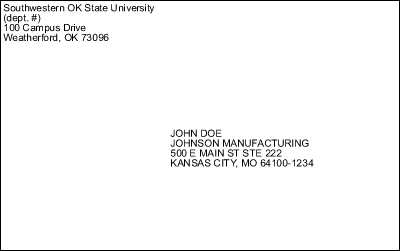 Southwestern OK State University
(dept. #)
100 Campus Drive
Weatherford, OK 73096
JOHN DOE
JOHNSON MANUFACTURING
500 E MAIN ST STE 222
KANSAS CITY, MO 64100-1234